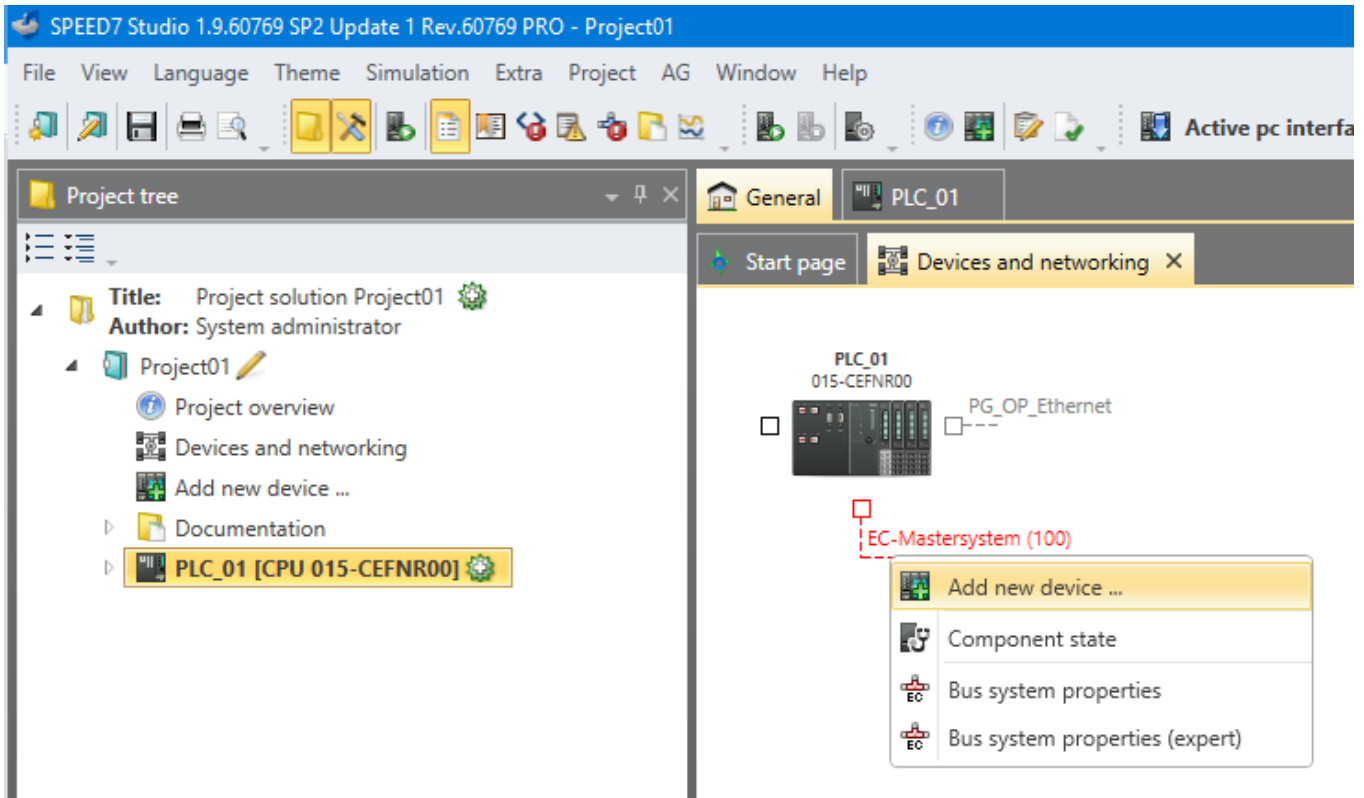 SPEED7 Studio 1.9.60769 SP2 Update 1 Rev.60769 PRO - Project01
File View Language Theme Simulation Extra Project AG Window Help
Active pc interfa
Project tree
General
PLC_01
Start page
Devices and networking
Title: Project solution Project01
Author: System administrator
Project01
Project overview
Devices and networking
Add new device ...
Documentation
PLC_01 [CPU 015-CEFNR00]
PLC_01
015-CEFNR00
PG_OP_Ethernet
EC-Mastersystem (100)
Add new device ...
Component state
EC
Bus system properties
EC
Bus system properties (expert)